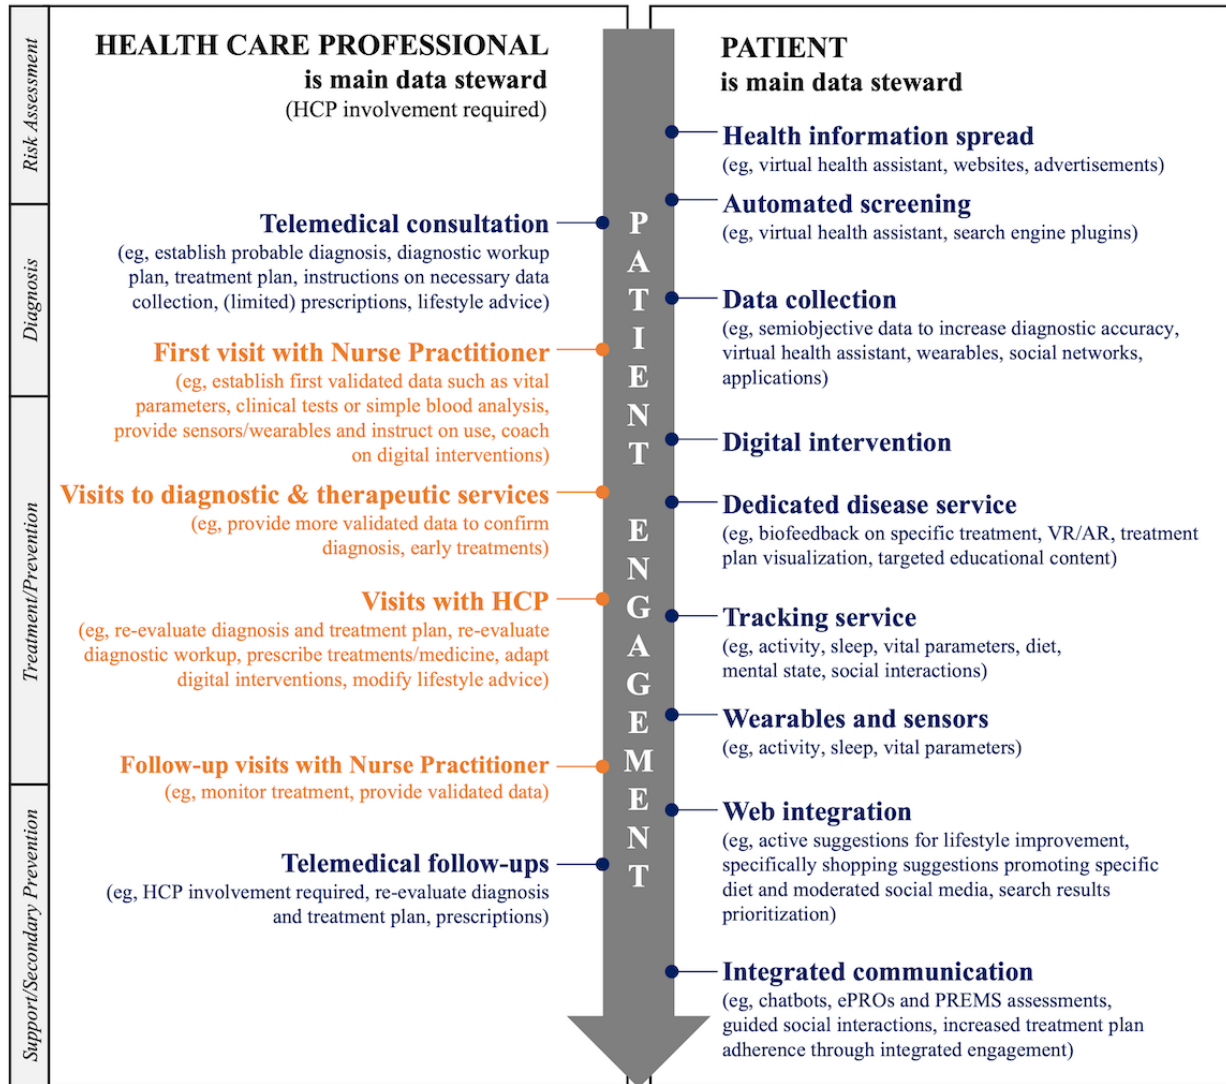 Risk Assessment
Diagnosis
Treatment/Prevention
Support/Secondary Prevention
HEALTH CARE PROFESSIONAL
is main data steward
(HCP involvement required)
Telemedical consultation
(eg, establish probable diagnosis, diagnostic workup
plan, treatment plan, instructions on necessary data
collection, (limited) prescriptions, lifestyle advice)
First visit with Nurse Practitioner
(eg, establish first validated data such as vital
parameters, clinical tests or simple blood analysis,
provide sensors/wearables and instruct on use, coach
on digital interventions)
Visits to diagnostic & therapeutic services
(eg, provide more validated data to confirm
diagnosis, early treatments)
Visits with HCP
(eg, re-evaluate diagnosis and treatment plan, re-evaluate
diagnostic workup, prescribe treatments/medicine, adapt
digital interventions, modify lifestyle advice)
Follow-up visits with Nurse Practitioner
(eg, monitor treatment, provide validated data)
Telemedical follow-ups
(eg, HCP involvement required, re-evaluate diagnosis
and treatment plan, prescriptions)
PATIENT ENGAGEMENT
PATIENT
is main data steward
Health information spread
(eg, virtual health assistant, websites, advertisements)
Automated screening
(eg, virtual health assistant, search engine plugins)
Data collection
(eg, semiobjective data to increase diagnostic accuracy,
virtual health assistant, wearables, social networks,
applications)
Digital intervention
Dedicated disease service
(eg, biofeedback on specific treatment, VR/AR, treatment
plan visualization, targeted educational content)
Tracking service
(eg, activity, sleep, vital parameters, diet,
mental state, social interactions)
Wearables and sensors
(eg, activity, sleep, vital parameters)
Web integration
(eg, active suggestions for lifestyle improvement,
specifically shopping suggestions promoting specific
diet and moderated social media, search results
prioritization)
Integrated communication
(eg, chatbots, ePROs and PREMS assessments,
guided social interactions, increased treatment plan
adherence through integrated engagement)